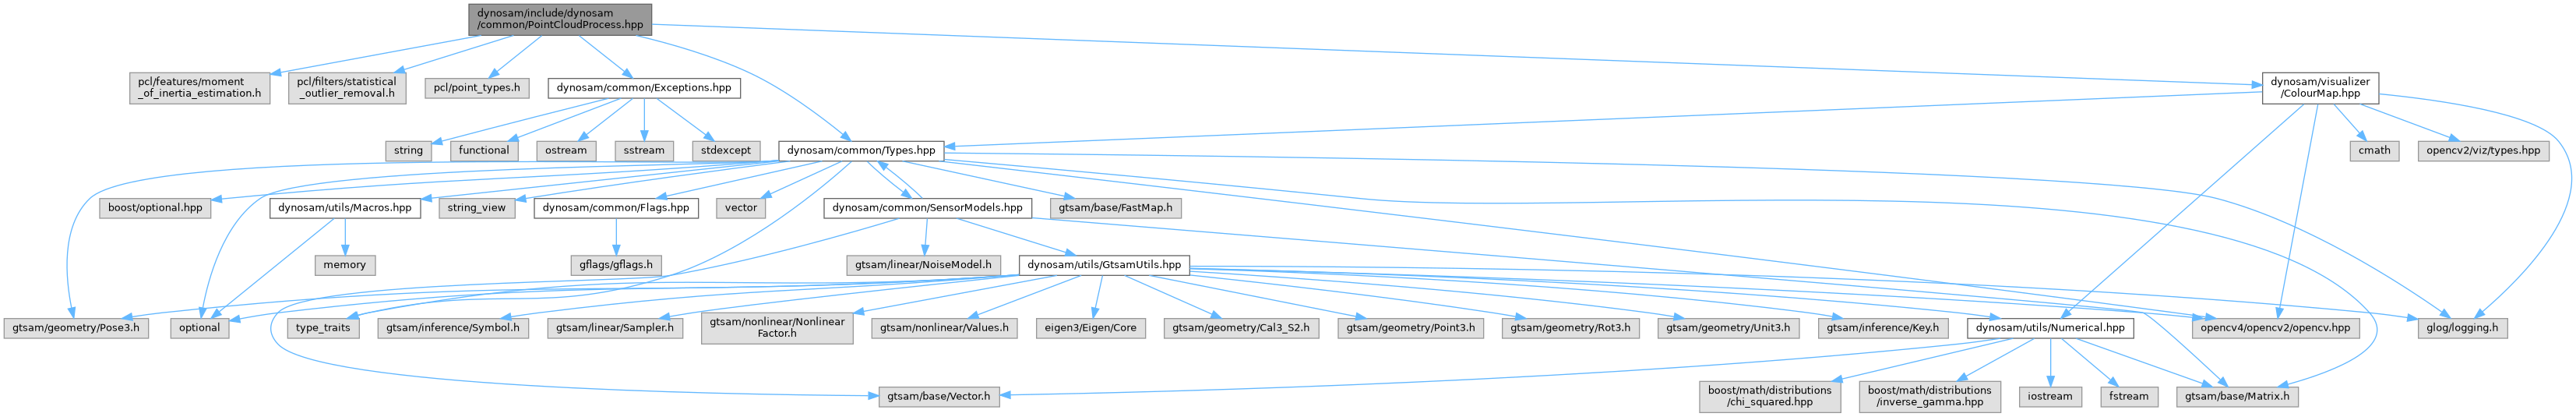 dynosam/include/dynosam
/common/PointCloudProcess.hpp
pcl/features/moment
_of_inertia_estimation.h
pcl/filters/statistical
_outlier_removal.h
pcl/point_types.h
dynosam/common/Exceptions.hpp
dynosam/visualizer
/ColourMap.hpp
string
functional
ostream
sstream
stdexcept
dynosam/common/Types.hpp
cmath
opencv2/viz/types.hpp
boost/optional.hpp
dynosam/utils/Macros.hpp
string_view
dynosam/common/Flags.hpp
vector
dynosam/common/SensorModels.hpp
gtsam/base/FastMap.h
memory
gflags/gflags.h
gtsam/linear/NoiseModel.h
dynosam/utils/GtsamUtils.hpp
gtsam/geometry/Pose3.h
optional
type_traits
gtsam/inference/Symbol.h
gtsam/linear/Sampler.h
gtsam/nonlinear/Nonlinear
Factor.h
gtsam/nonlinear/Values.h
eigen3/Eigen/Core
gtsam/geometry/Cal3_S2.h
gtsam/geometry/Point3.h
gtsam/geometry/Rot3.h
gtsam/geometry/Unit3.h
gtsam/inference/Key.h
dynosam/utils/Numerical.hpp
opencv4/opencv2/opencv.hpp
glog/logging.h
gtsam/base/Vector.h
boost/math/distributions
/chi_squared.hpp
boost/math/distributions
/inverse_gamma.hpp
iostream
fstream
gtsam/base/Matrix.h